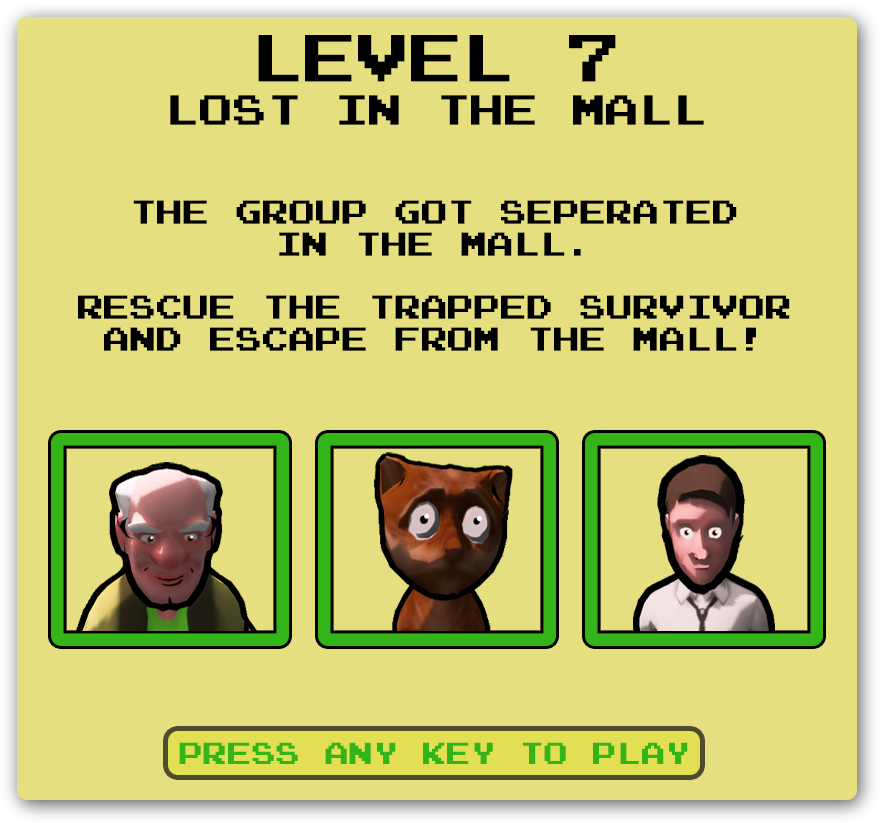 LEVEL 7
LOST IN THE MALL
THE GROUP GOT SEPERATED
IN THE MALL.
RESCUE THE TRAPPED SURVIVOR
AND ESCAPE FROM THE MALL!
PRESS ANY KEY TO PLAY